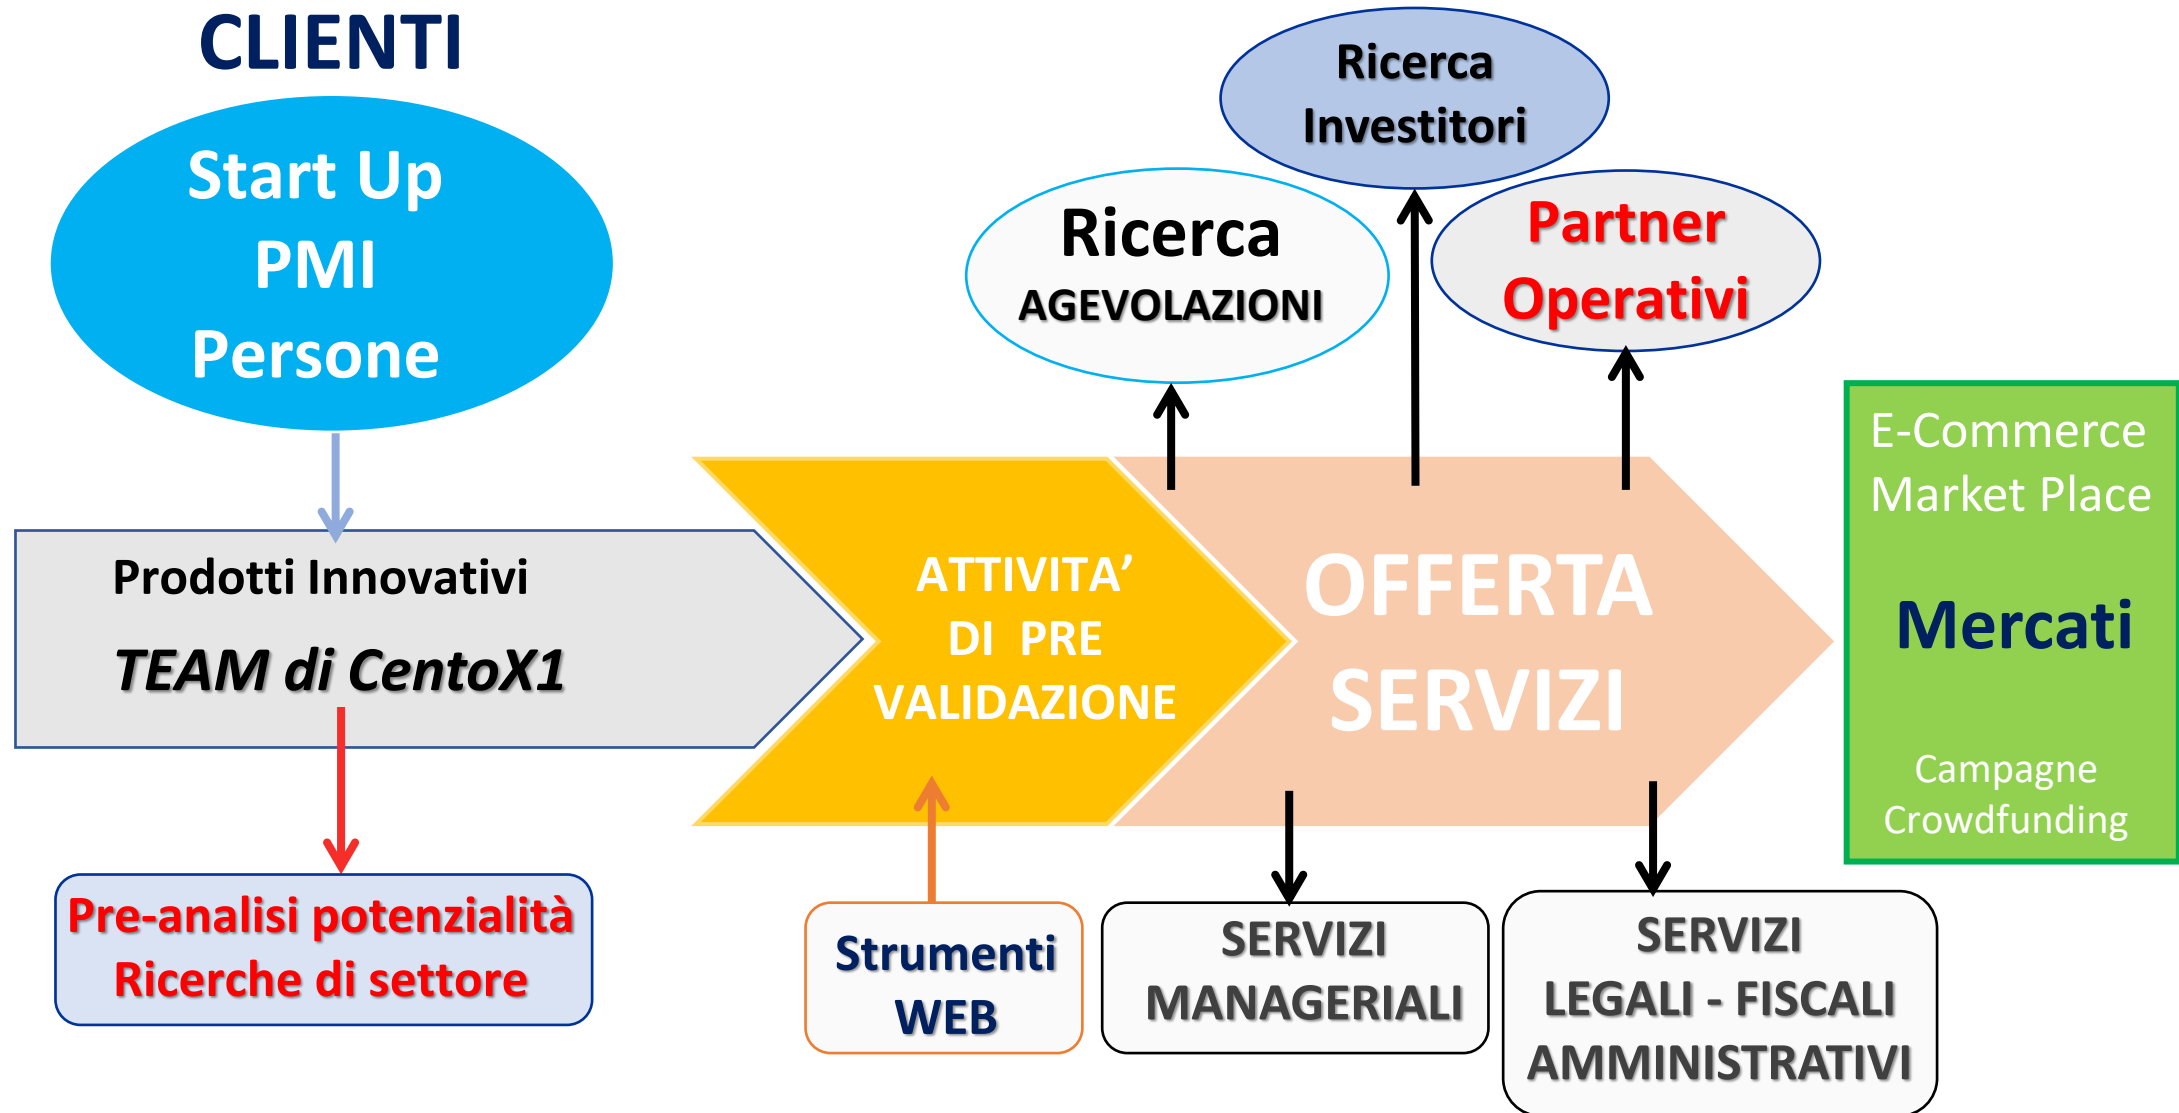 CLIENTI
Start Up
PMI
Persone
Prodotti Innovativi
TEAM di CentoX1
Pre-analisi potenzialità
Ricerche di settore
ATTIVITA’
DI PRE
VALIDAZIONE
Strumenti
WEB
Ricerca
AGEVOLAZIONI
Ricerca
Investitori
Partner
Operativi
OFFERTA
SERVIZI
SERVIZI
MANAGERIALI
SERVIZI
LEGALI - FISCALI
AMMINISTRATIVI
E-Commerce
Market Place
Mercati
Campagne
Crowdfunding